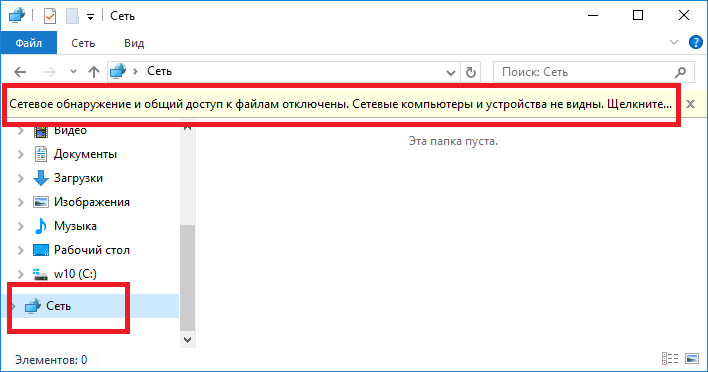 Сеть
Файл Сеть Вид
Сеть
Поиск: Сеть
Сетевое обнаружение и общий доступ к файлам отключены. Сетевые компьютеры и устройства не видны. Щелкните...
Видео
Эта папка пуста.
Документы
Загрузки
Изображения
Музыка
Рабочий стол
w10 (C:)
Сеть
Элементов: 0